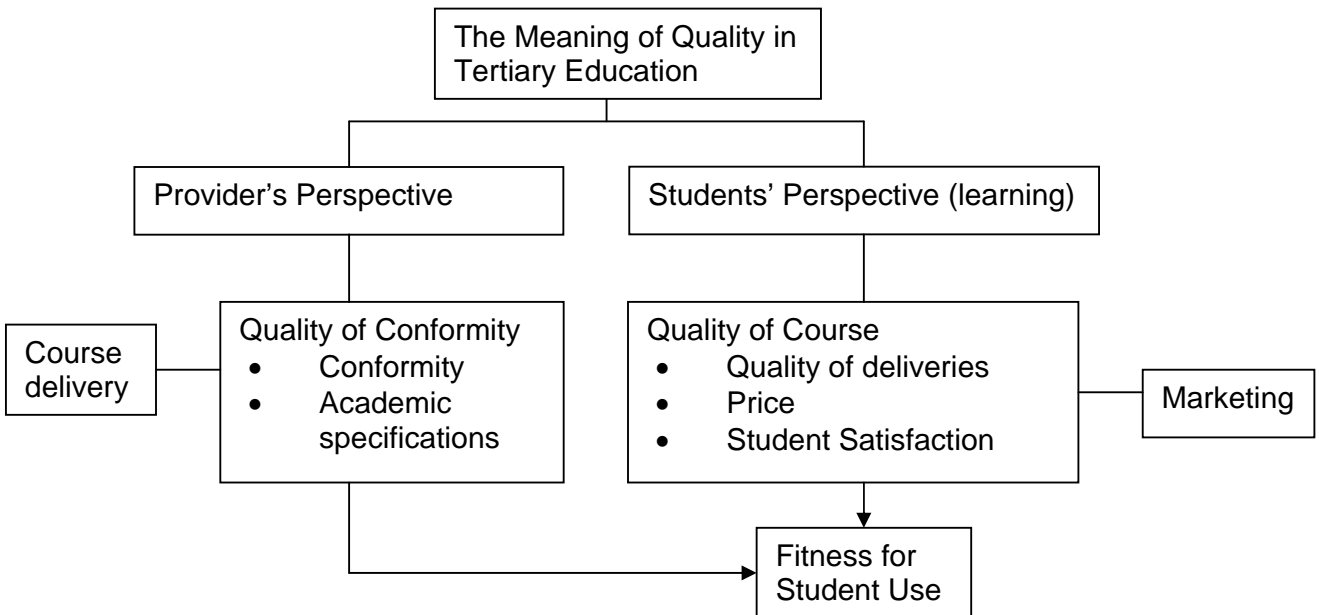 The Meaning of Quality in
Tertiary Education
Provider’s Perspective
Students’ Perspective (learning)
Course
delivery
Quality of Conformity
• Conformity
• Academic
specifications
Quality of Course
• Quality of deliveries
• Price
• Student Satisfaction
Marketing
Fitness for
Student Use